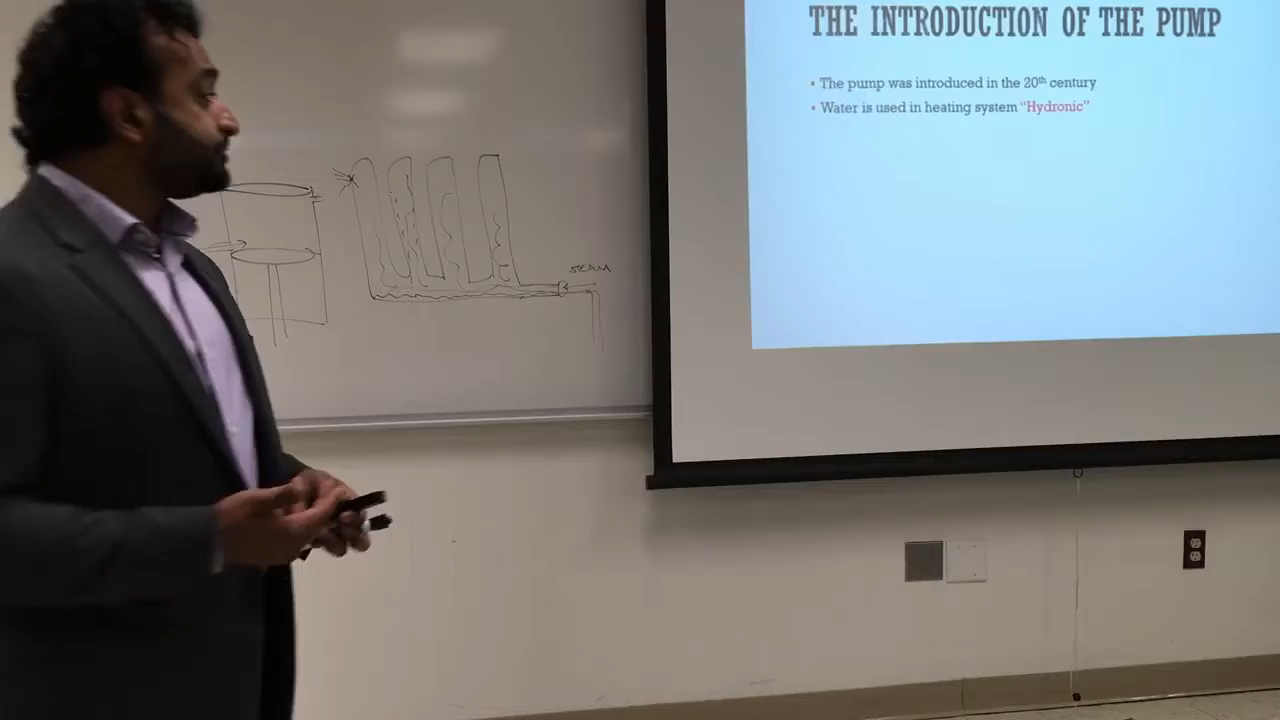 THE INTRODUCTION OF THE PUMP
▪ The pump was introduced in the 20th century
▪ Water is used in heating system "Hydronic"
STEAM